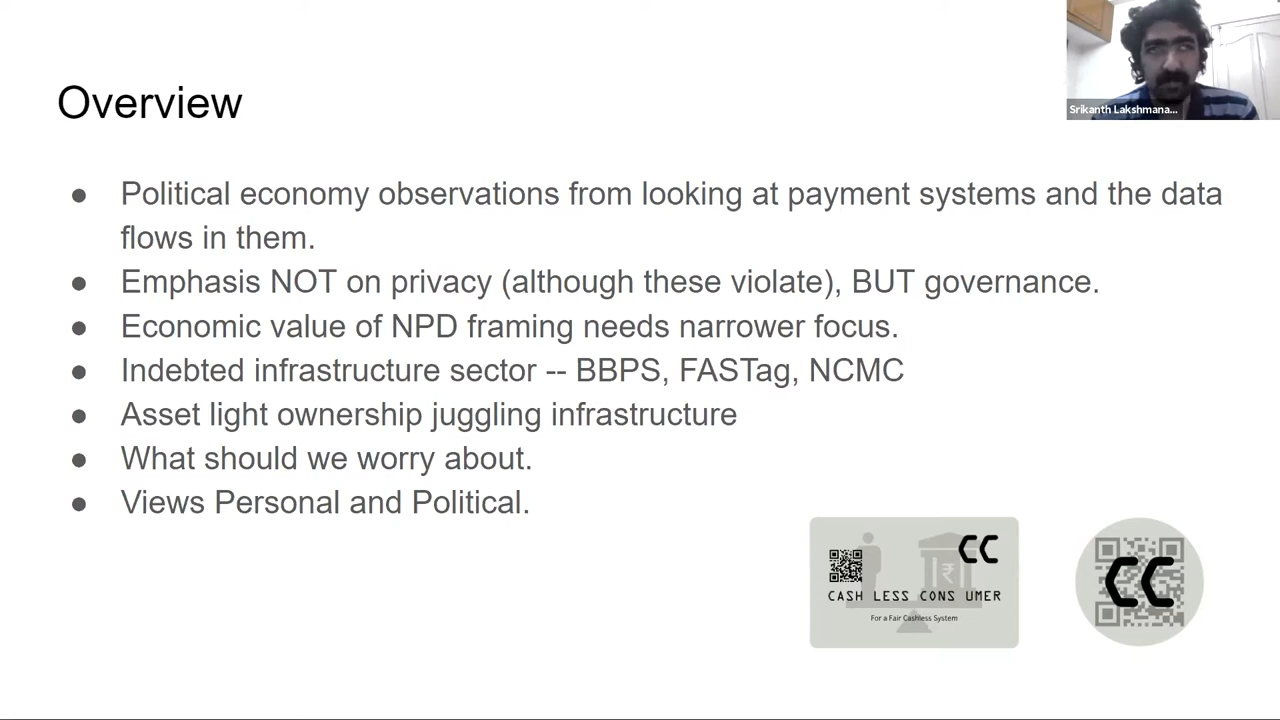 Srikanth Lakshmana...
Overview
● Political economy observations from looking at payment systems and the data
flows in them.
● Emphasis NOT on privacy (although these violate), BUT governance.
● Economic value of NPD framing needs narrower focus.
● Indebted infrastructure sector -- BBPS, FASTag, NCMC
● Asset light ownership juggling infrastructure
● What should we worry about.
● Views Personal and Political.
CC
₹
CASH LESS CONS UMER
For a Fair Cashless System
CC